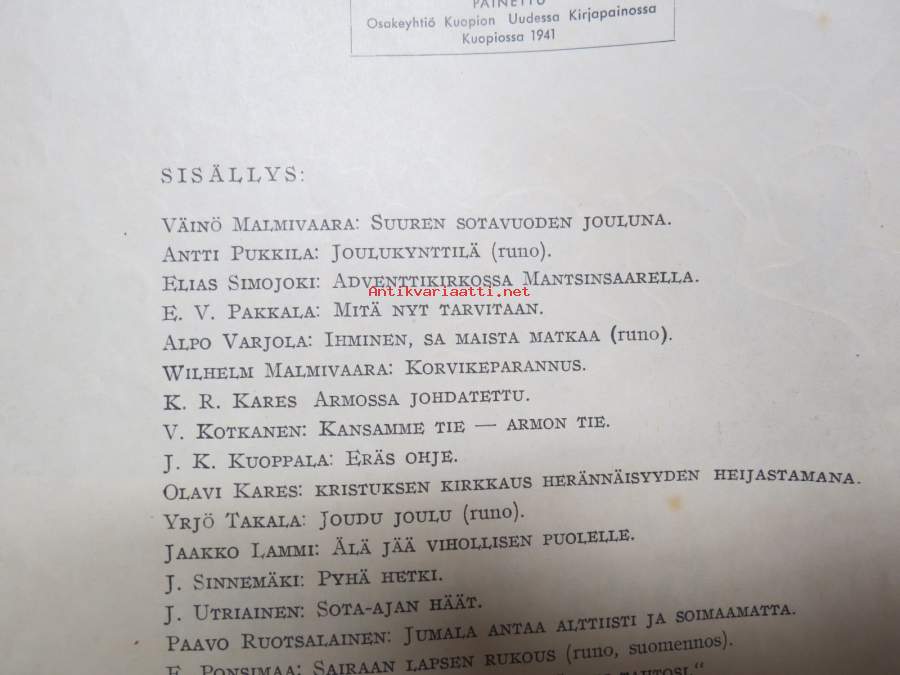 PAINETTU
Osakeyhtiö Kuopion Uudessa Kirjapainossa
Kuopiossa 1941
SISÄLLYS:
VÄINÖ MALMIVAARA: SUUREN SOTAVUODEN JOULUNA.
ANTTI PUKKILA: JOULUKYNTTILÄ (runo).
ELIAS SIMOJOKI: ADVENTTIKIRKOSSA MANTSINSAARELLA.
Antikvariaatti.net
E. V. PAKKALA: MITÄ NYT TARVITAAN.
ALPO VARJOLA: IHMINEN, SA MAISTA MATKAA (runo).
WILHELM MALMIVAARA: KORVIKEPARANNUS.
K. R. KARES ARMOSSA JOHDATETTU.
V. KOTKANEN: KANSAMME TIE — ARMON TIE.
J. K. KUOPPALA: ERÄS OHJE.
OLAVI KARES: KRISTUKSEN KIRKKAUS HERÄNNÄISYYDEN HEIJASTAMANA.
YRJÖ TAKALA: JOUDU JOULU (runo).
JAAKKO LAMMI: ÄLÄ JÄÄ VIHOLLISEN PUOLELLE.
J. SINNEMÄKI: PYHÄ HETKI.
J. UTRIAINEN: SOTA-AJAN HÄÄT.
PAAVO RUOTSALAINEN: JUMALA ANTAA ALTTIISTI JA SOIMAAMATTA.
E. PONSIMAA: SAIRAAN LAPSEN RUKOUS (runo, suomennos).